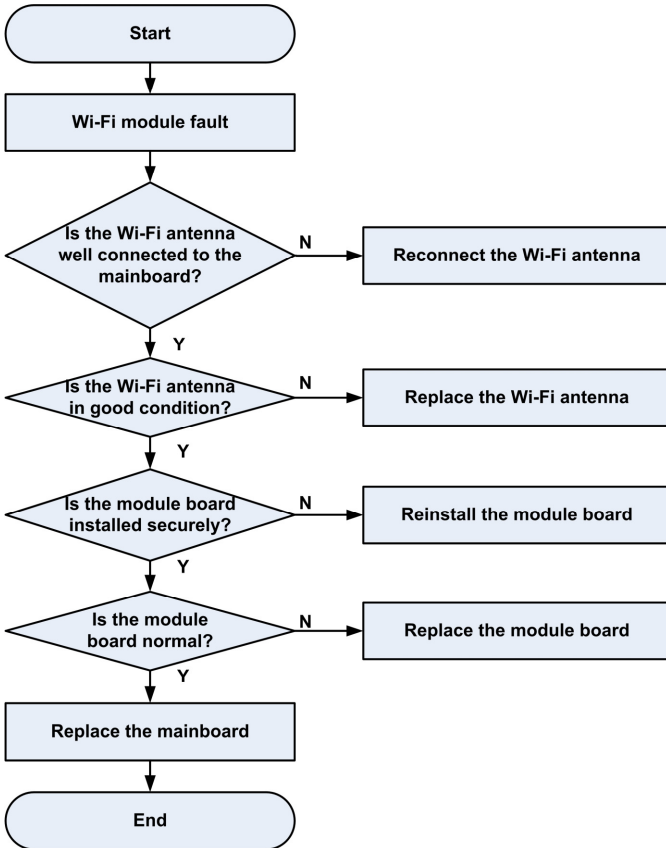 Start
Wi-Fi module fault
Is the Wi-Fi antenna
well connected to the
mainboard?
N
Reconnect the Wi-Fi antenna
Y
Is the Wi-Fi antenna
in good condition?
N
Replace the Wi-Fi antenna
Y
Is the module board
installed securely?
N
Reinstall the module board
Y
Is the module
board normal?
N
Replace the module board
Y
Replace the mainboard
End